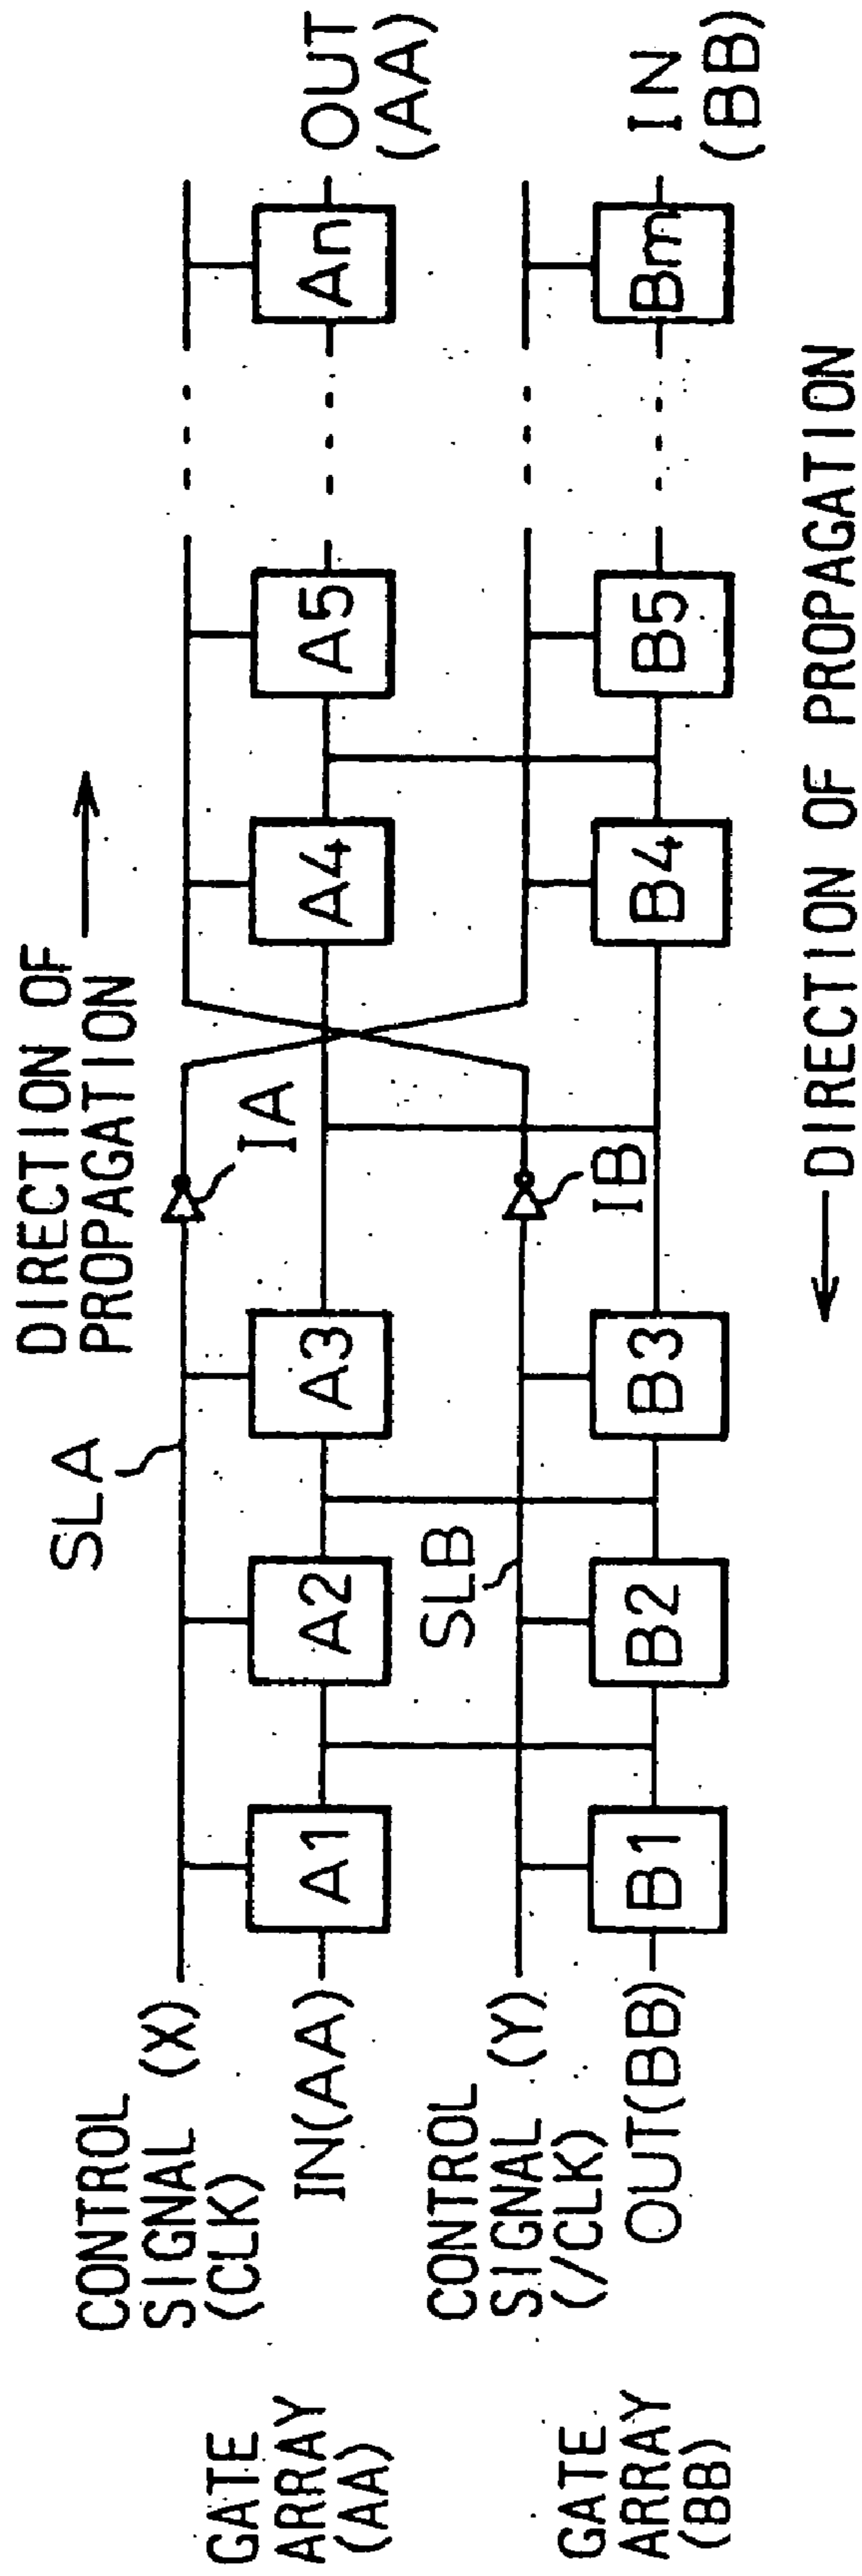 DIRECTION OF
PROPAGATION
SLA
IA
CONTROL
SIGNAL (X)
(CLK)
GATE
ARRAY
(AA)
IN(AA)
A1
A2
A3
A4
A5
An
OUT
(AA)
SLB
IB
CONTROL
SIGNAL (Y)
(/CLK)
GATE
ARRAY
(BB)
OUT(BB)
B1
B2
B3
B4
B5
Bm
IN
(BB)
DIRECTION OF PROPAGATION